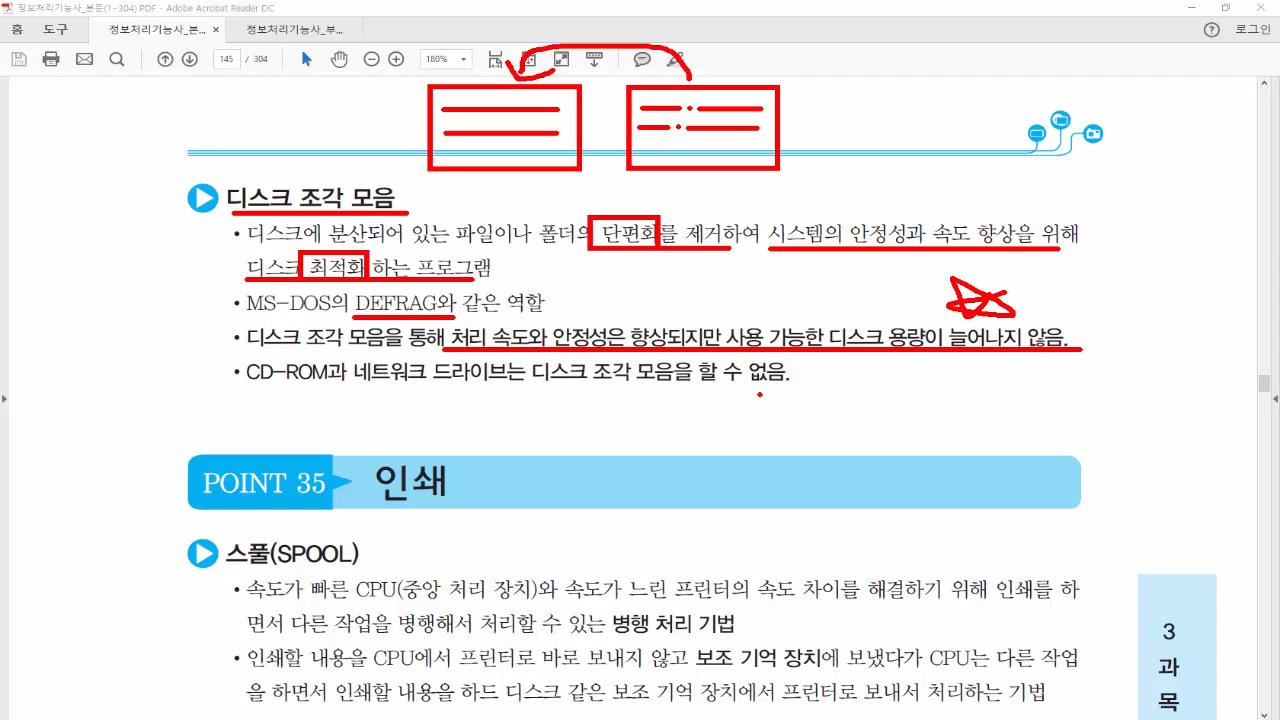 정보처리기능사_본문(1-304).PDF - Adobe Acrobat Reader DC
홈 도구 정보처리기능사_본... × 정보처리기능사_부... 로그인
145 / 304 180%
디스크 조각 모음
• 디스크에 분산되어 있는 파일이나 폴더의 단편화를 제거하여 시스템의 안정성과 속도 향상을 위해
디스크 최적화 하는 프로그램
• MS-DOS의 DEFRAG와 같은 역할
• 디스크 조각 모음을 통해 처리 속도와 안정성은 향상되지만 사용 가능한 디스크 용량이 늘어나지 않음.
• CD-ROM과 네트워크 드라이브는 디스크 조각 모음을 할 수 없음.
POINT 35 인쇄
스풀(SPOOL)
• 속도가 빠른 CPU(중앙 처리 장치)와 속도가 느린 프린터의 속도 차이를 해결하기 위해 인쇄를 하
면서 다른 작업을 병행해서 처리할 수 있는 병행 처리 기법
• 인쇄할 내용을 CPU에서 프린터로 바로 보내지 않고 보조 기억 장치에 보냈다가 CPU는 다른 작업
을 하면서 인쇄할 내용을 하드 디스크 같은 보조 기억 장치에서 프린터로 보내서 처리하는 기법
3
과
목